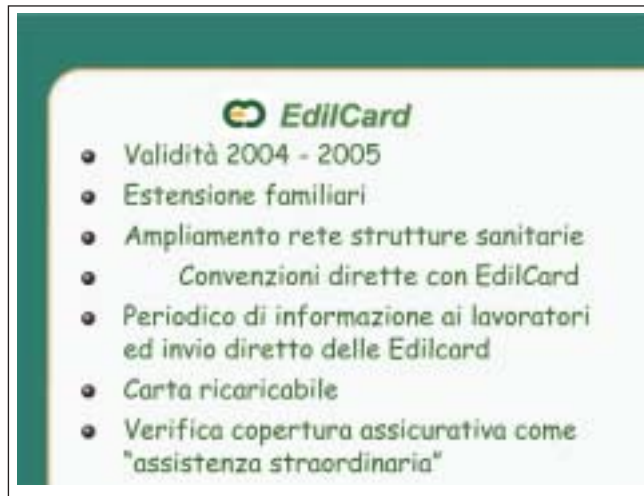 EdilCard
Validità 2004 - 2005
Estensione familiari
Ampliamento rete strutture sanitarie
Convenzioni dirette con EdilCard
Periodico di informazione ai lavoratori
ed invio diretto delle Edilcard
Carta ricaricabile
Verifica copertura assicurativa come
"assistenza straordinaria"